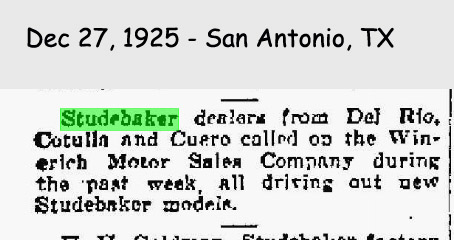 Dec 27, 1925 - San Antonio, TX
Studebaker dealers from Del Rio,
Cotulla and Cuero called on the Win-
erich Motor Sales Company during
the past week, all driving out new
Studebaker models.